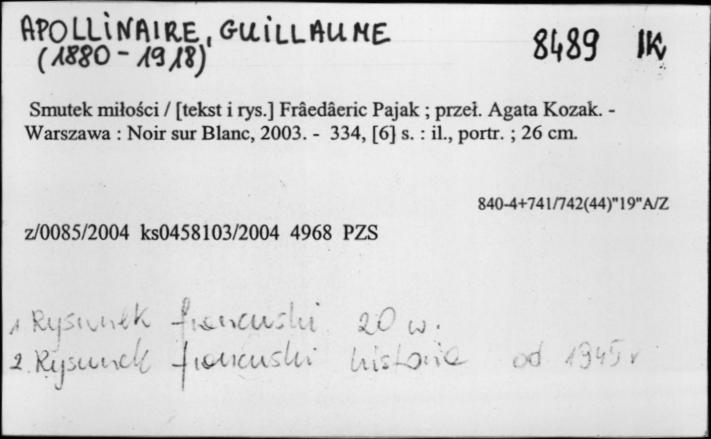 APOLLINAIRE, GUILLAUME
(1880-1918)
8489 IK
Smutek miłości / [tekst i rys.] Frâedâeric Pajak ; przeł. Agata Kozak. -
Warszawa : Noir sur Blanc, 2003. - 334, [6] s. : il., portr. ; 26 cm.
840-4+741/742(44)"19"A/Z
z/0085/2004 ks0458103/2004 4968 PZS
1 Rysunek francuski 20 w.
2. Rysunek francuski historia od 1945 r